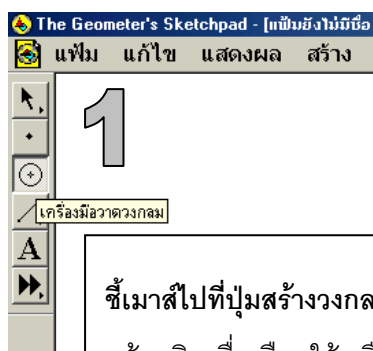 The Geometer's Sketchpad - [แฟ้มยังไม่มีชื่อ
แฟ้ม แก้ไข แสดงผล สร้าง
1
เครื่องมือวาดวงกลม
A
ชี้เมาส์ไปที่ปุ่มสร้างวงกล